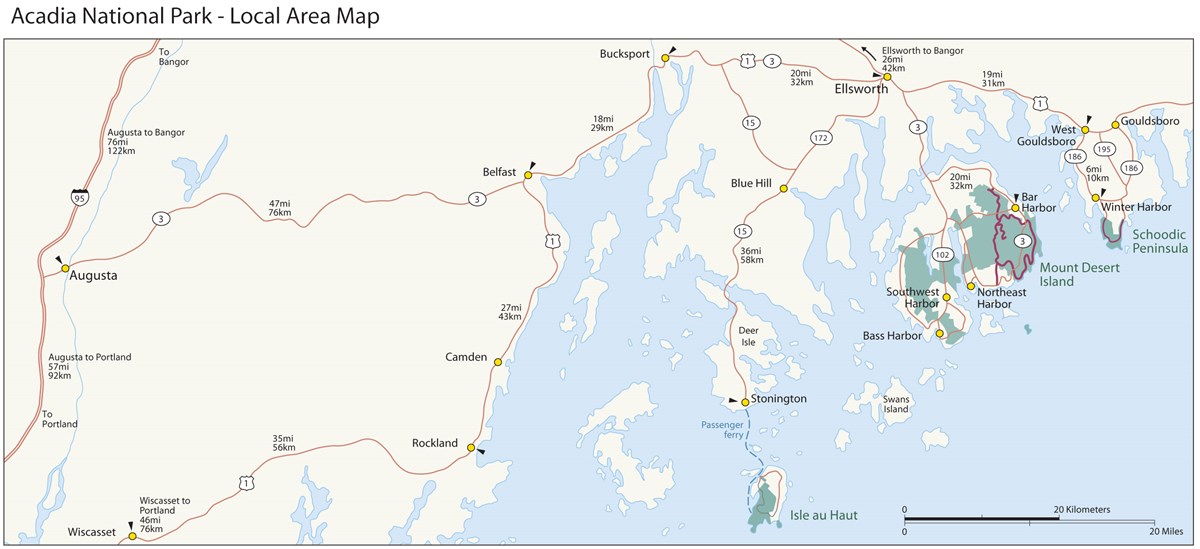 Acadia National Park - Local Area Map
To
Bangor
Bucksport
1
3
20mi
32km
Ellsworth to Bangor
26mi
42km
Ellsworth
19mi
31km
1
Gouldsboro
West
Gouldsboro
Augusta to Bangor
76mi
122km
18mi
29km
15
172
3
186
195
186
6mi
10km
95
3
47mi
76km
3
Belfast
Blue Hill
20mi
32km
Bar
Harbor
Winter Harbor
Schoodic
Peninsula
1
15
36mi
58km
102
3
Mount Desert
Island
Augusta
Southwest
Harbor
Northeast
Harbor
27mi
43km
Deer
Isle
Bass Harbor
Augusta to Portland
57mi
92km
Camden
Stonington
Swans
Island
To
Portland
Passenger
ferry
35mi
56km
Rockland
1
Wiscasset to
Portland
46mi
76km
Wiscasset
Isle au Haut
0
20 Kilometers
0
20 Miles